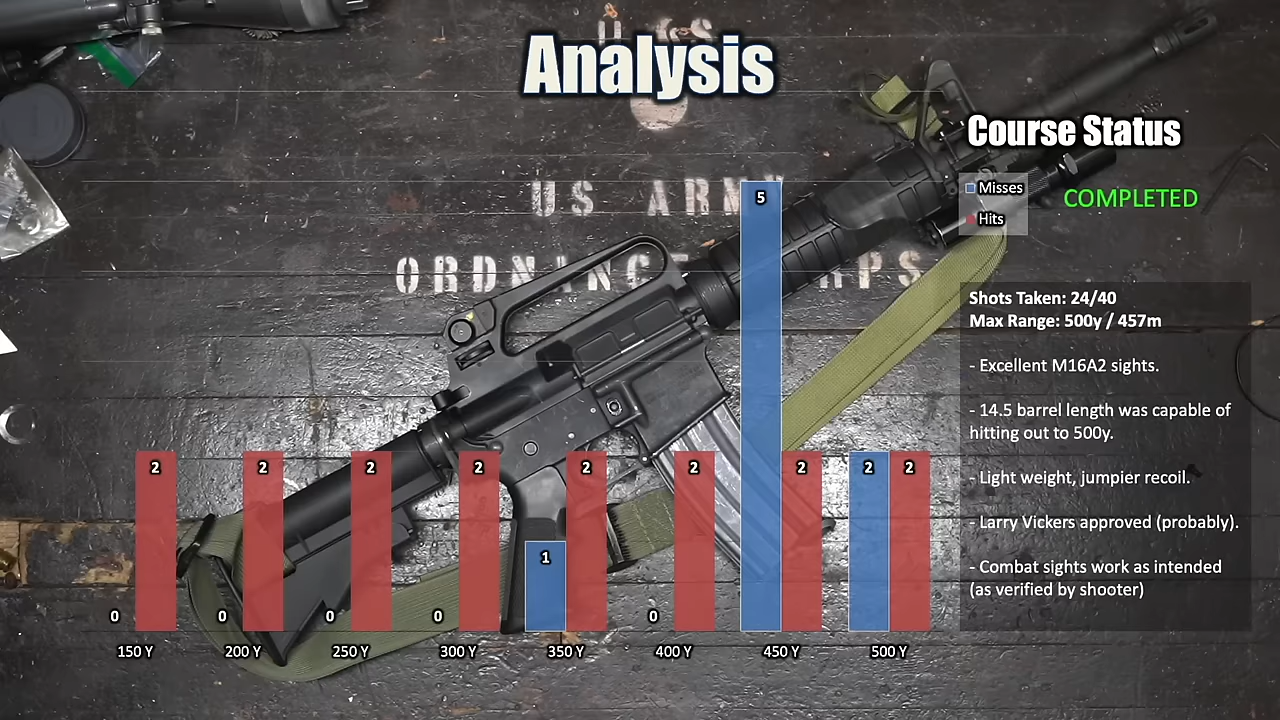 U S
Analysis
Course Status
Misses
COMPLETED
Hits
US ARMY
ORDNANCE CORPS
Shots Taken: 24/40
Max Range: 500y / 457m
- Excellent M16A2 sights.
- 14.5 barrel length was capable of
hitting out to 500y.
- Light weight, jumpier recoil.
- Larry Vickers approved (probably).
- Combat sights work as intended
(as verified by shooter)
0 2 0 2 0 2 0 2 1 2 0 2 5 2 2 2
150 Y 200 Y 250 Y 300 Y 350 Y 400 Y 450 Y 500 Y